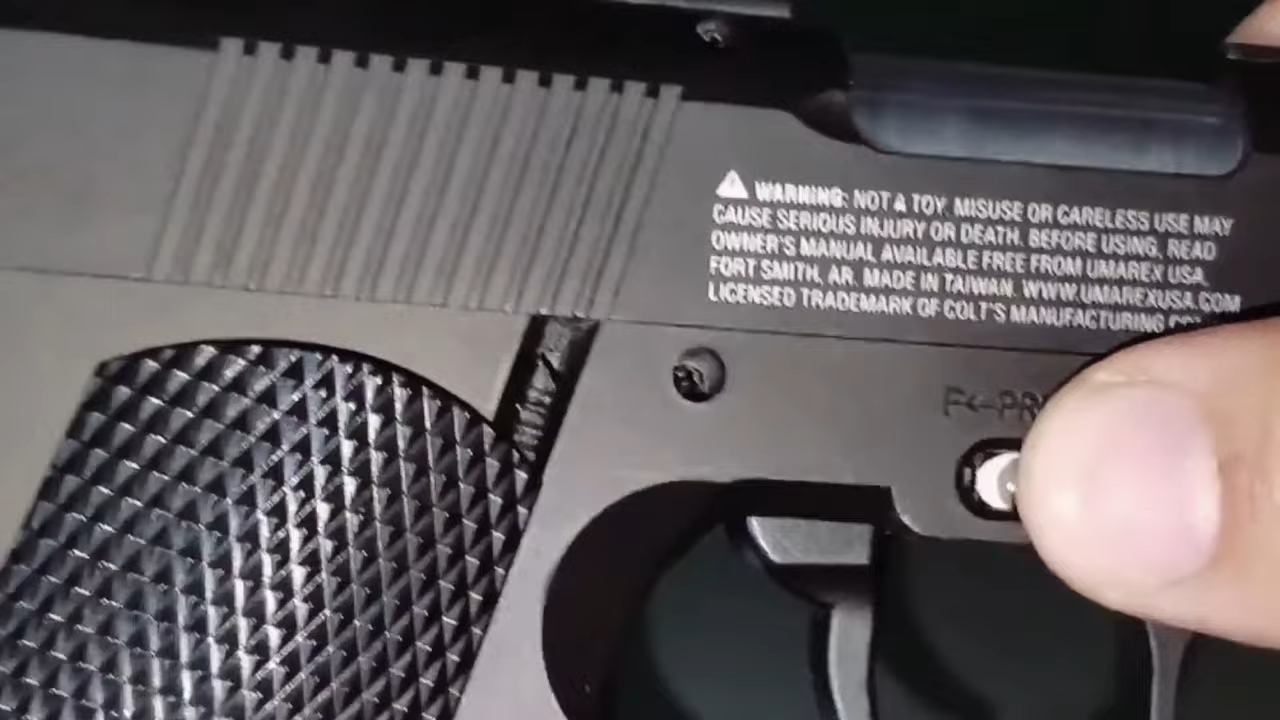 WARNING: NOT A TOY. MISUSE OR CARELESS USE MAY
CAUSE SERIOUS INJURY OR DEATH. BEFORE USING, READ
OWNER'S MANUAL AVAILABLE FREE FROM UMAREX USA,
FORT SMITH, AR. MADE IN TAIWAN. WWW.UMAREXUSA.COM
LICENSED TRADEMARK OF COLT'S MANUFACTURING
F←